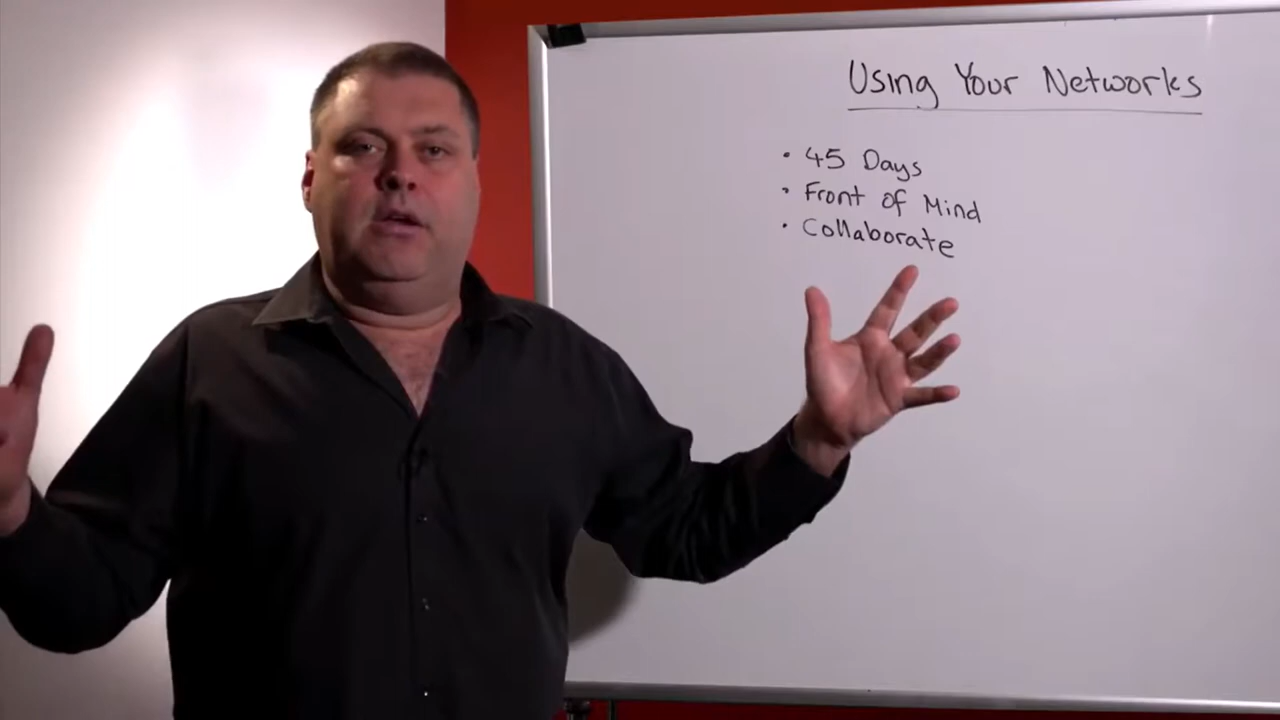 Using Your Networks
• 45 Days
• Front of Mind
• Collaborate